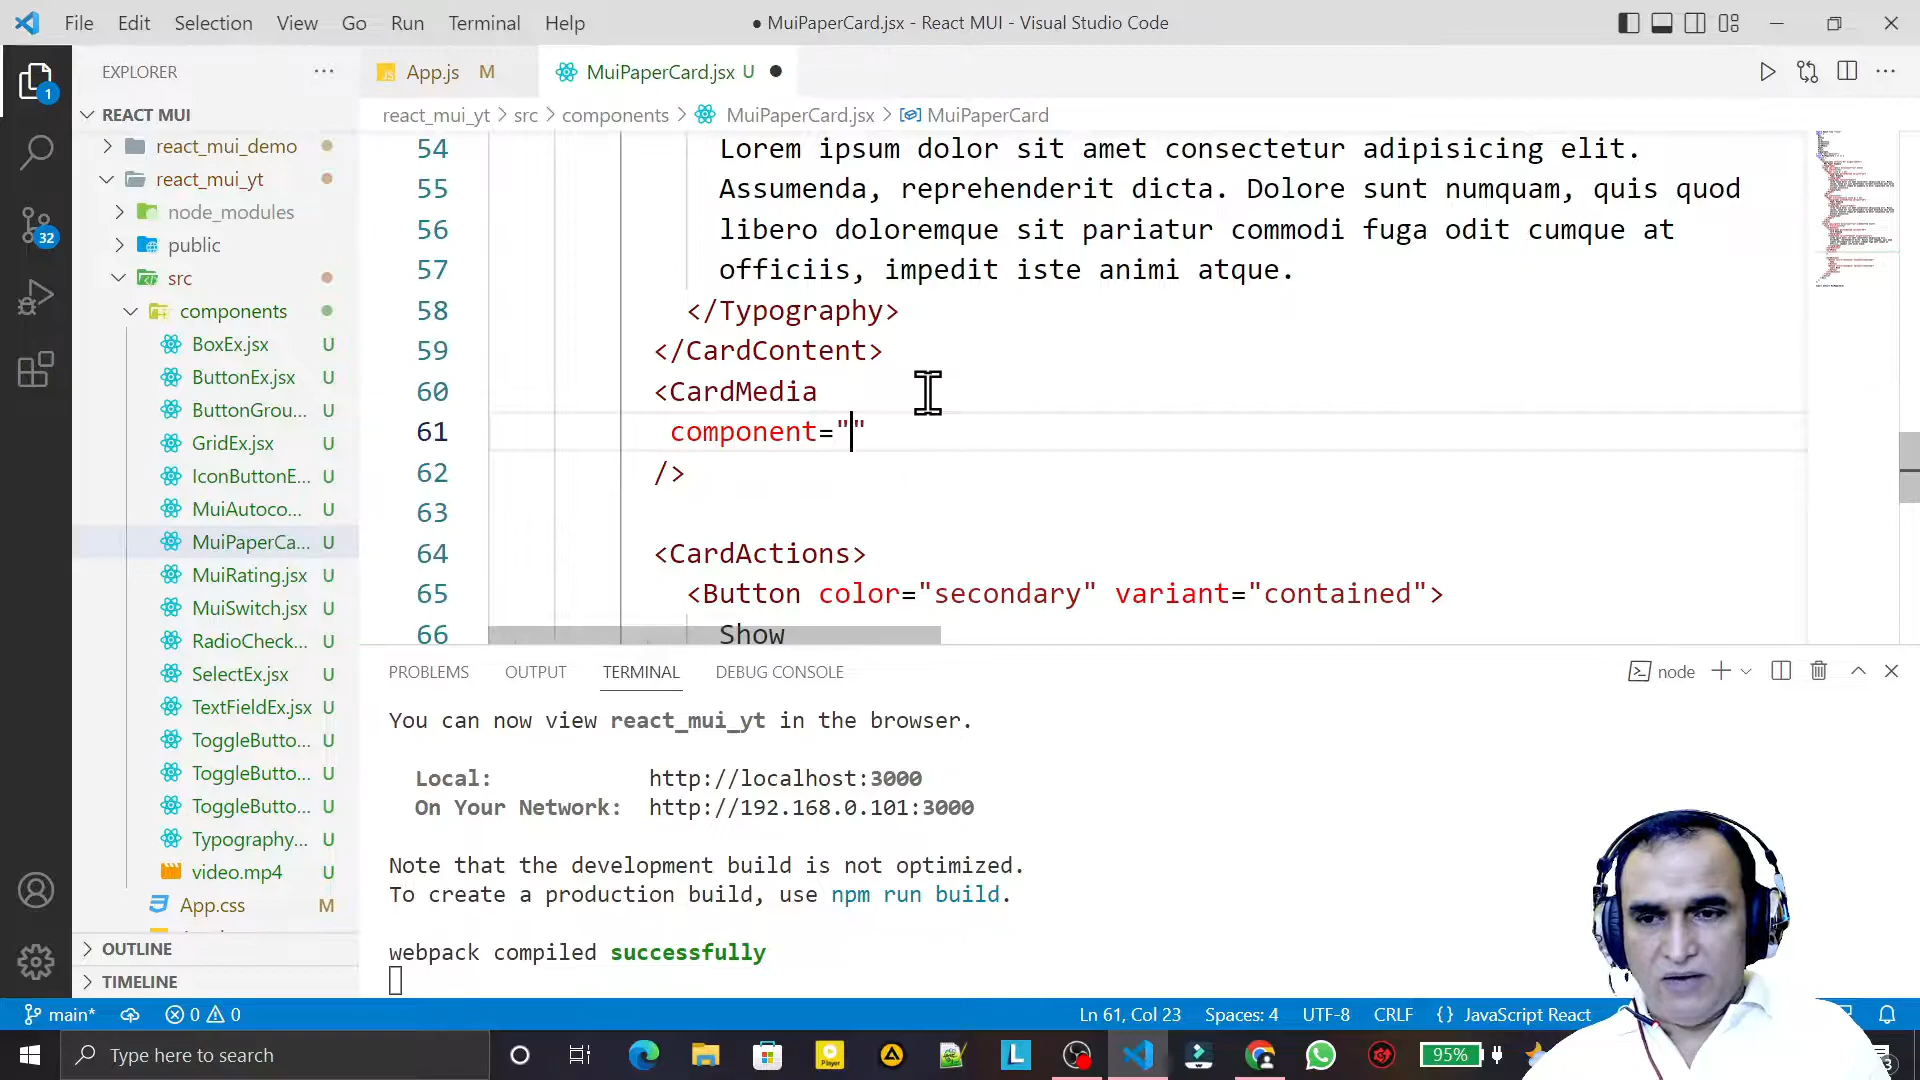 File Edit Selection View Go Run Terminal Help
● MuiPaperCard.jsx - React MUI - Visual Studio Code
EXPLORER
App.js M
MuiPaperCard.jsx U
1
REACT MUI
react_mui_yt > src > components > MuiPaperCard.jsx > MuiPaperCard
react_mui_demo
react_mui_yt
node_modules
public
src
components
BoxEx.jsx U
ButtonEx.jsx U
ButtonGrou... U
GridEx.jsx U
IconButtonE... U
MuiAutoco... U
MuiPaperCa... U
MuiRating.jsx U
MuiSwitch.jsx U
RadioCheck... U
SelectEx.jsx U
TextFieldEx.jsx U
ToggleButto... U
ToggleButto... U
ToggleButto... U
Typography... U
video.mp4 U
App.css M
OUTLINE
TIMELINE
32
54 Lorem ipsum dolor sit amet consectetur adipisicing elit.
55 Assumenda, reprehenderit dicta. Dolore sunt numquam, quis quod
56 libero doloremque sit pariatur commodi fuga odit cumque at
57 officiis, impedit iste animi atque.
58 </Typography>
59 </CardContent>
60 <CardMedia
61 component=""
62 />
63
64 <CardActions>
65 <Button color="secondary" variant="contained">
66 Show
PROBLEMS OUTPUT TERMINAL DEBUG CONSOLE
node
You can now view react_mui_yt in the browser.
Local: http://localhost:3000
On Your Network: http://192.168.0.101:3000
Note that the development build is not optimized.
To create a production build, use npm run build.
webpack compiled successfully
main* 0 0
Ln 61, Col 23 Spaces: 4 UTF-8 CRLF {} JavaScript React
Type here to search
Player
L
95%
3